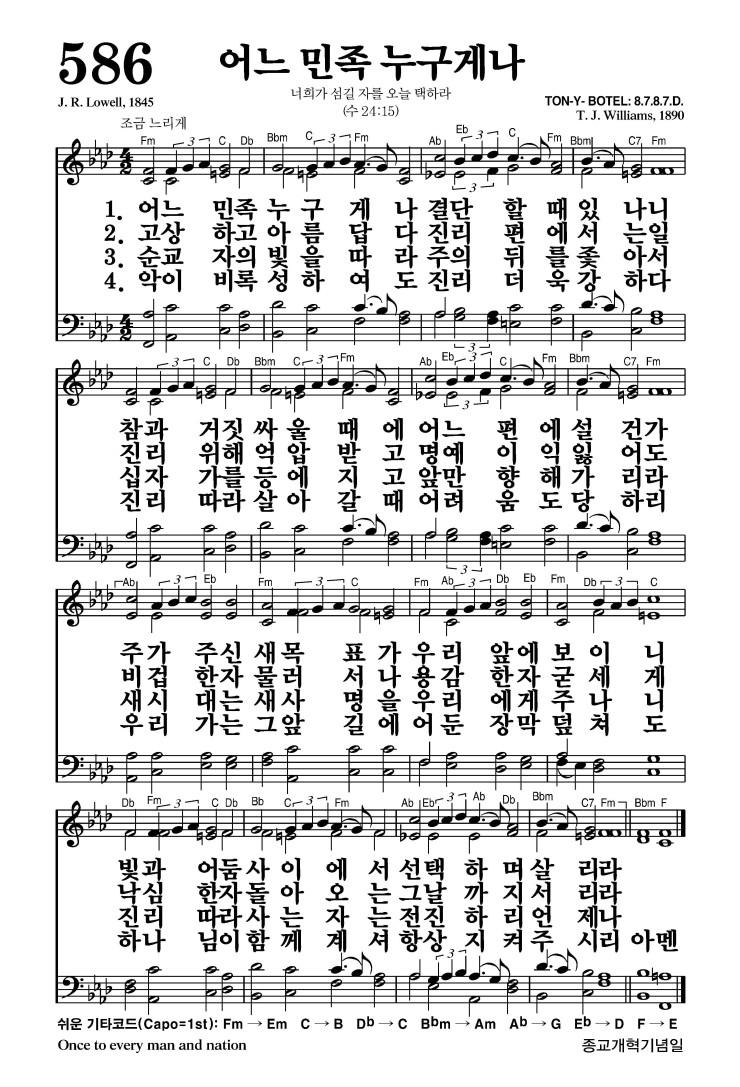 586
어느 민족 누구게나
너희가 섬길 자를 오늘 택하라
(수 24:15)
J. R. Lowell, 1845
TON-Y- BOTEL: 8.7.8.7.D.
T. J. Williams, 1890
조금 느리게
Fm 3 C Db Bbm C 3 Fm Ab Eb 3 C Fm Bbm C7 Fm
1. 어느 민족 누구 게 나 결단 할 때 있 나니
2. 고상 하고 아름 답 다 진리 편 에 서 는일
3. 순교 자의 빛을 따 라 주의 뒤 를 좇 아서
4. 악이 비록 성하 여 도 진리 더 욱 강 하다
Fm 3 C Db Bbm C 3 Fm Ab Eb 3 C Fm Bbm C7 Fm
참과 거짓 싸울 때 에 어느 편 에 설 건가
진리 위해 억압 받 고 명예 이 익 잃 어도
십자 가를 등에 지 고 앞만 향 해 가 리라
진리 따라 살아 갈 때 어려 움 도 당 하리
Ab 3 Eb Fm 3 C Fm Ab 3 Db Eb Fm Db 3 C
주가 주신 새목 표 가 우리 앞에 보 이 니
비겁 한자 물러 서 나 용감 한자 굳 세 게
새시 대는 새사 명 을 우리 에게 주 나 니
우리 가는 그앞 길 에 어둔 장막 덮 쳐 도
Db Fm 3 C Db Bb C 3 Fm Ab Eb 3 C Ab Db Bbm C7 Fm Bbm F
빛과 어둠 사이 에 서 선택 하 며 살 리라
낙심 한자 돌아 오 는 그날 까 지 서 리라
진리 따라 사는 자 는 전진 하 리 언 제나
하나 님이 함께 계 셔 항상 지 켜 주 시리 아멘
쉬운 기타코드(Capo=1st): Fm → Em C → B Db → C Bbm → Am Ab → G Eb → D F → E
Once to every man and nation
종교개혁기념일